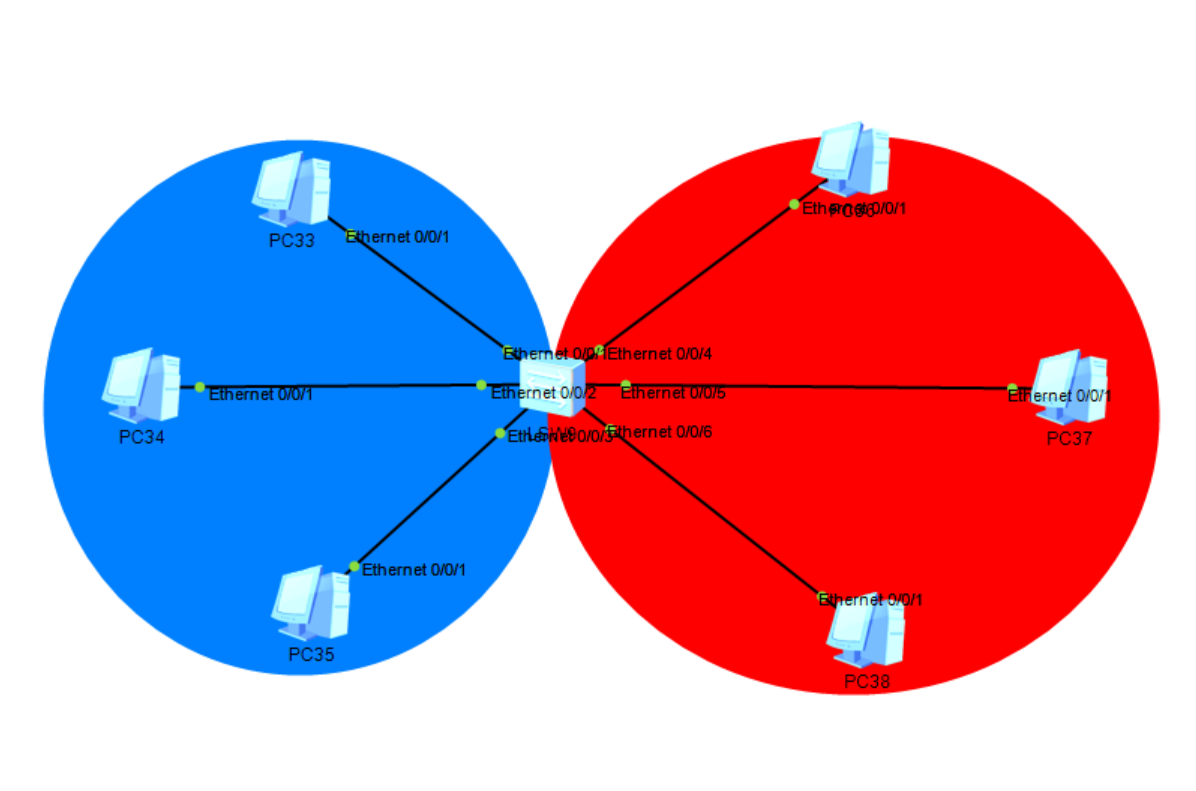 PC33
Ethernet 0/0/1
Ethernet 0/0/1
PC36
Ethernet 0/0/1
Ethernet 0/0/4
Ethernet 0/0/1
Ethernet 0/0/2
Ethernet 0/0/5
Ethernet 0/0/1
PC34
PC37
LSW9
Ethernet 0/0/3
Ethernet 0/0/6
Ethernet 0/0/1
PC35
Ethernet 0/0/1
PC38